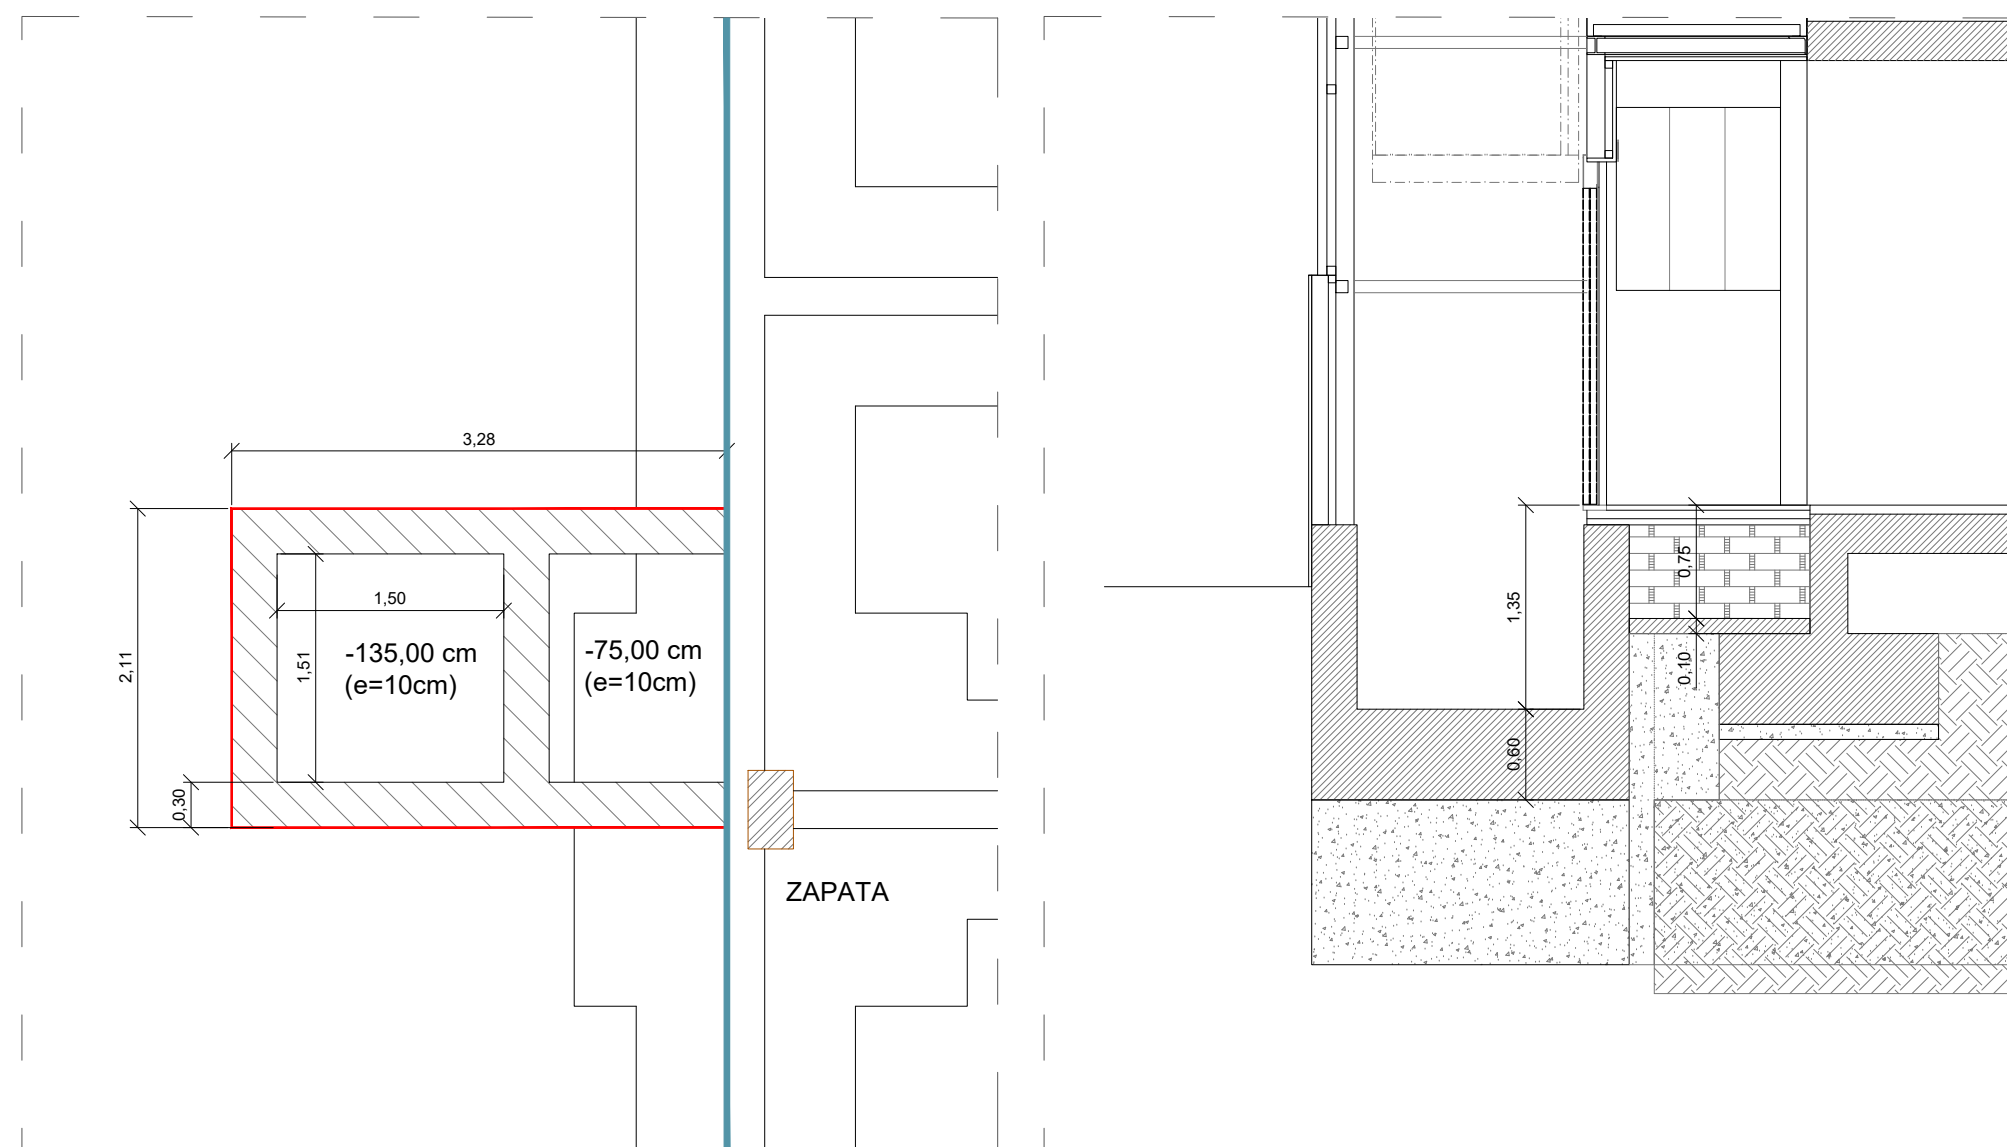 3,28
2,11
1,50
1,51
-135,00 cm
(e=10cm)
-75,00 cm
(e=10cm)
0,30
ZAPATA
1,35
0,75
0,10
0,60